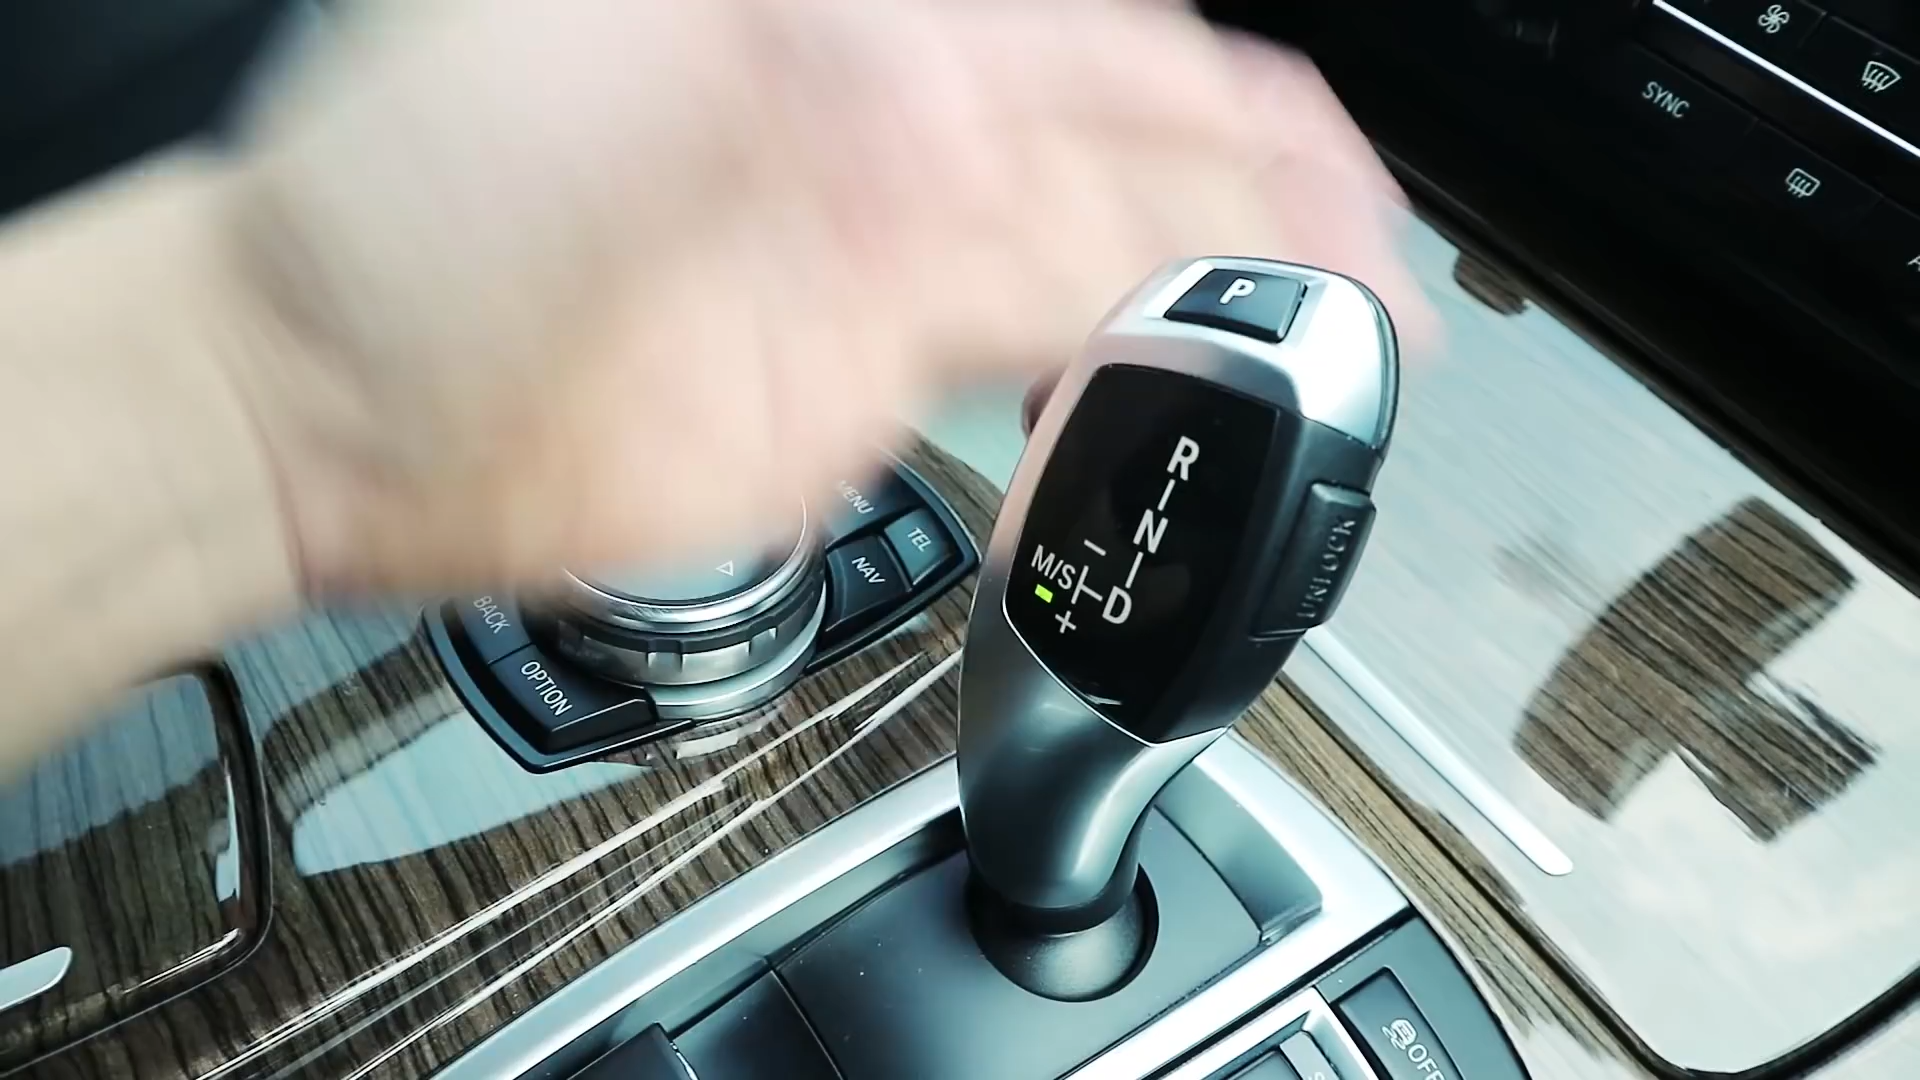 SYNC
P
R
N
D
M/S
−
+
UNLOCK
MENU
TEL
NAV
BACK
OPTION
OFF